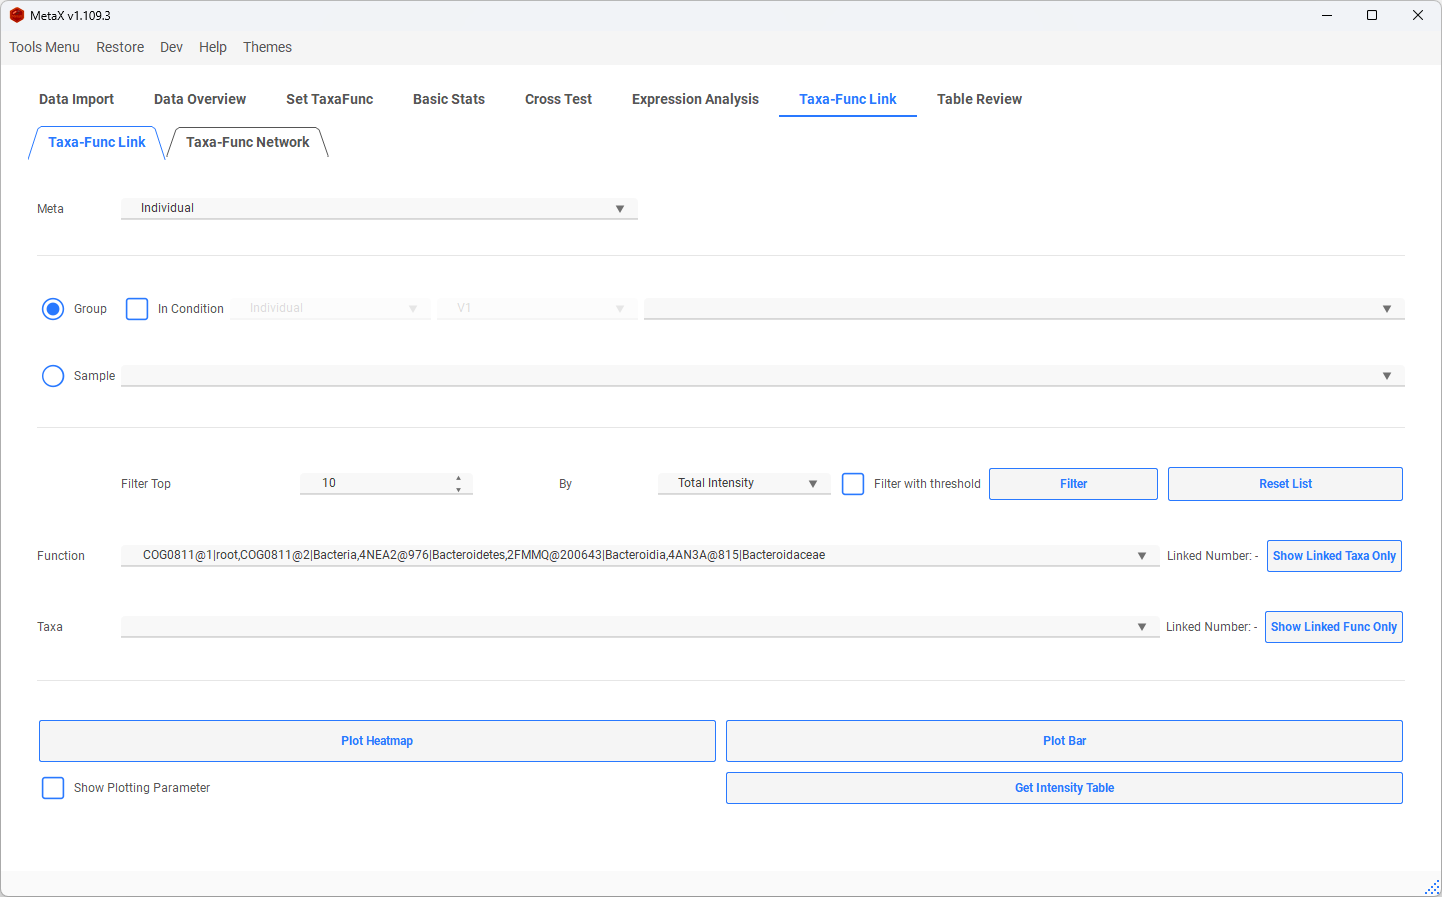 MetaX v1.109.3
Tools Menu Restore Dev Help Themes
Data Import Data Overview Set TaxaFunc Basic Stats Cross Test Expression Analysis Taxa-Func Link Table Review
Taxa-Func Link Taxa-Func Network
Meta Individual
Group In Condition Individual V1
Sample
Filter Top 10 By Total Intensity Filter with threshold Filter Reset List
Function COG0811@1|root,COG0811@2|Bacteria,4NEA2@976|Bacteroidetes,2FMMQ@200643|Bacteroidia,4AN3A@815|Bacteroidaceae Linked Number: - Show Linked Taxa Only
Taxa Linked Number: - Show Linked Func Only
Plot Heatmap Plot Bar
Show Plotting Parameter Get Intensity Table